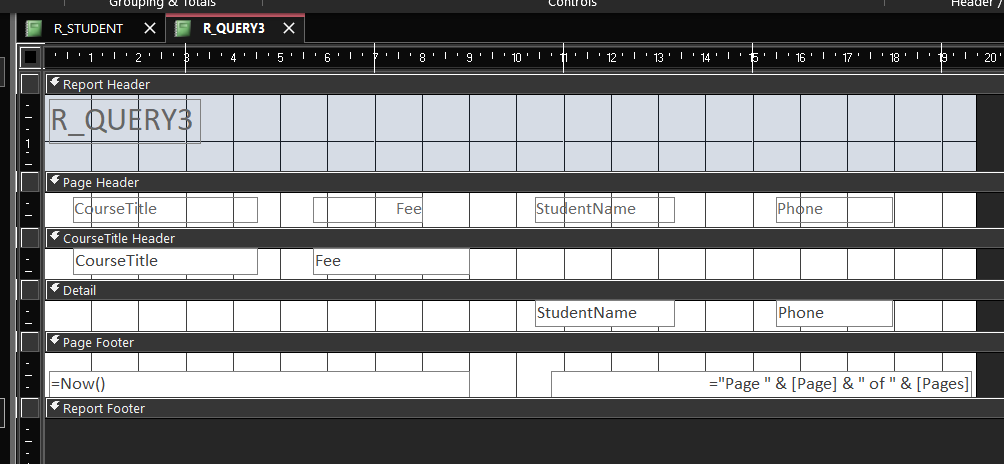 Grouping & Totals Controls Header /
R_STUDENT R_QUERY3
1 2 3 4 5 6 7 8 9 10 11 12 13 14 15 16 17 18 19 20
Report Header
R_QUERY3
1
Page Header
CourseTitle Fee StudentName Phone
CourseTitle Header
CourseTitle Fee
Detail
StudentName Phone
Page Footer
=Now() ="Page " & [Page] & " of " & [Pages]
Report Footer